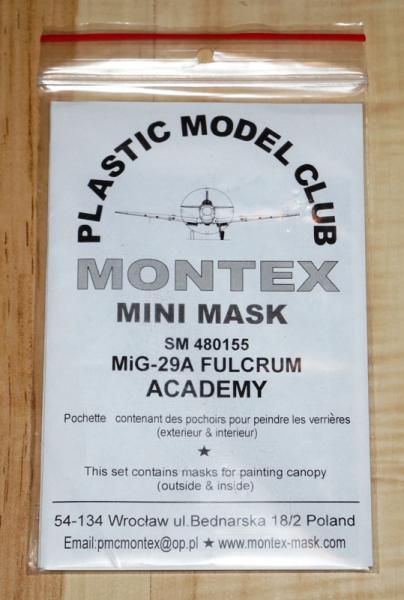 PLASTIC MODEL CLUB
MONTEX
MINI MASK
SM 480155
MiG-29A FULCRUM
ACADEMY
Pochette contenant des pochoirs pour peindre les verrières
(exterieur & interieur)
★
This set contains masks for painting canopy
(outside & inside)
54-134 Wrocław ul.Bednarska 18/2 Poland
Email:pmcmontex@op.pl ★ www.montex-mask.com